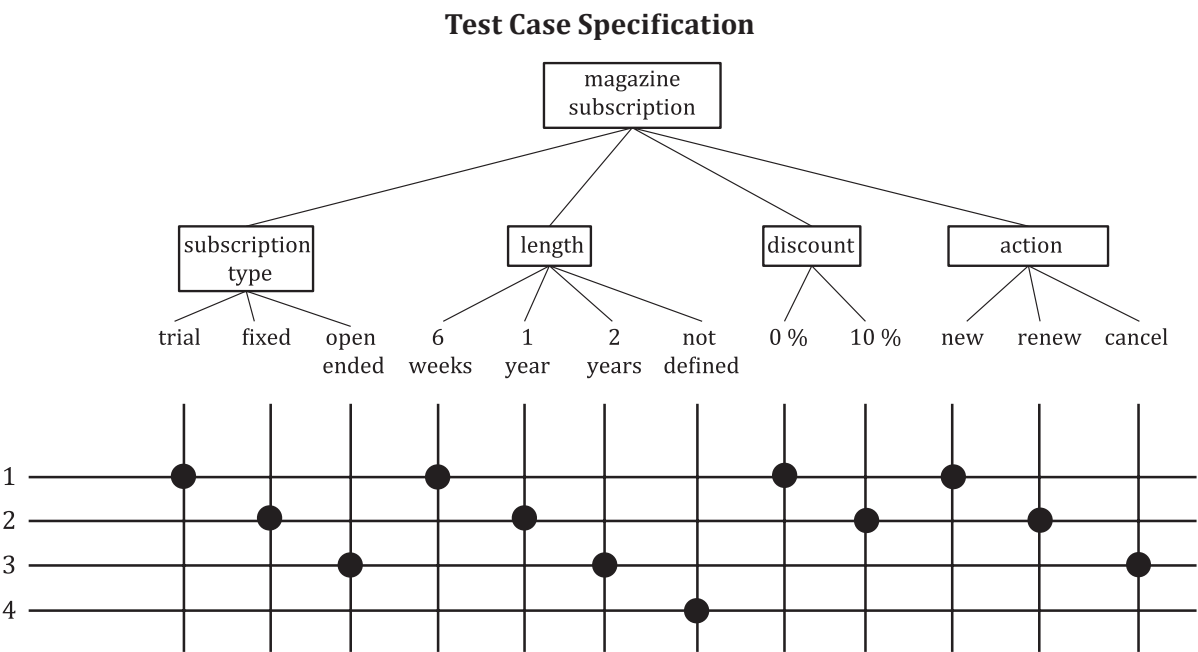 Test Case Specification
magazine
subscription
subscription
type
length
discount
action
trial
fixed
open
ended
6
weeks
1
year
2
years
not
defined
0 %
10 %
new
renew
cancel
1
2
3
4